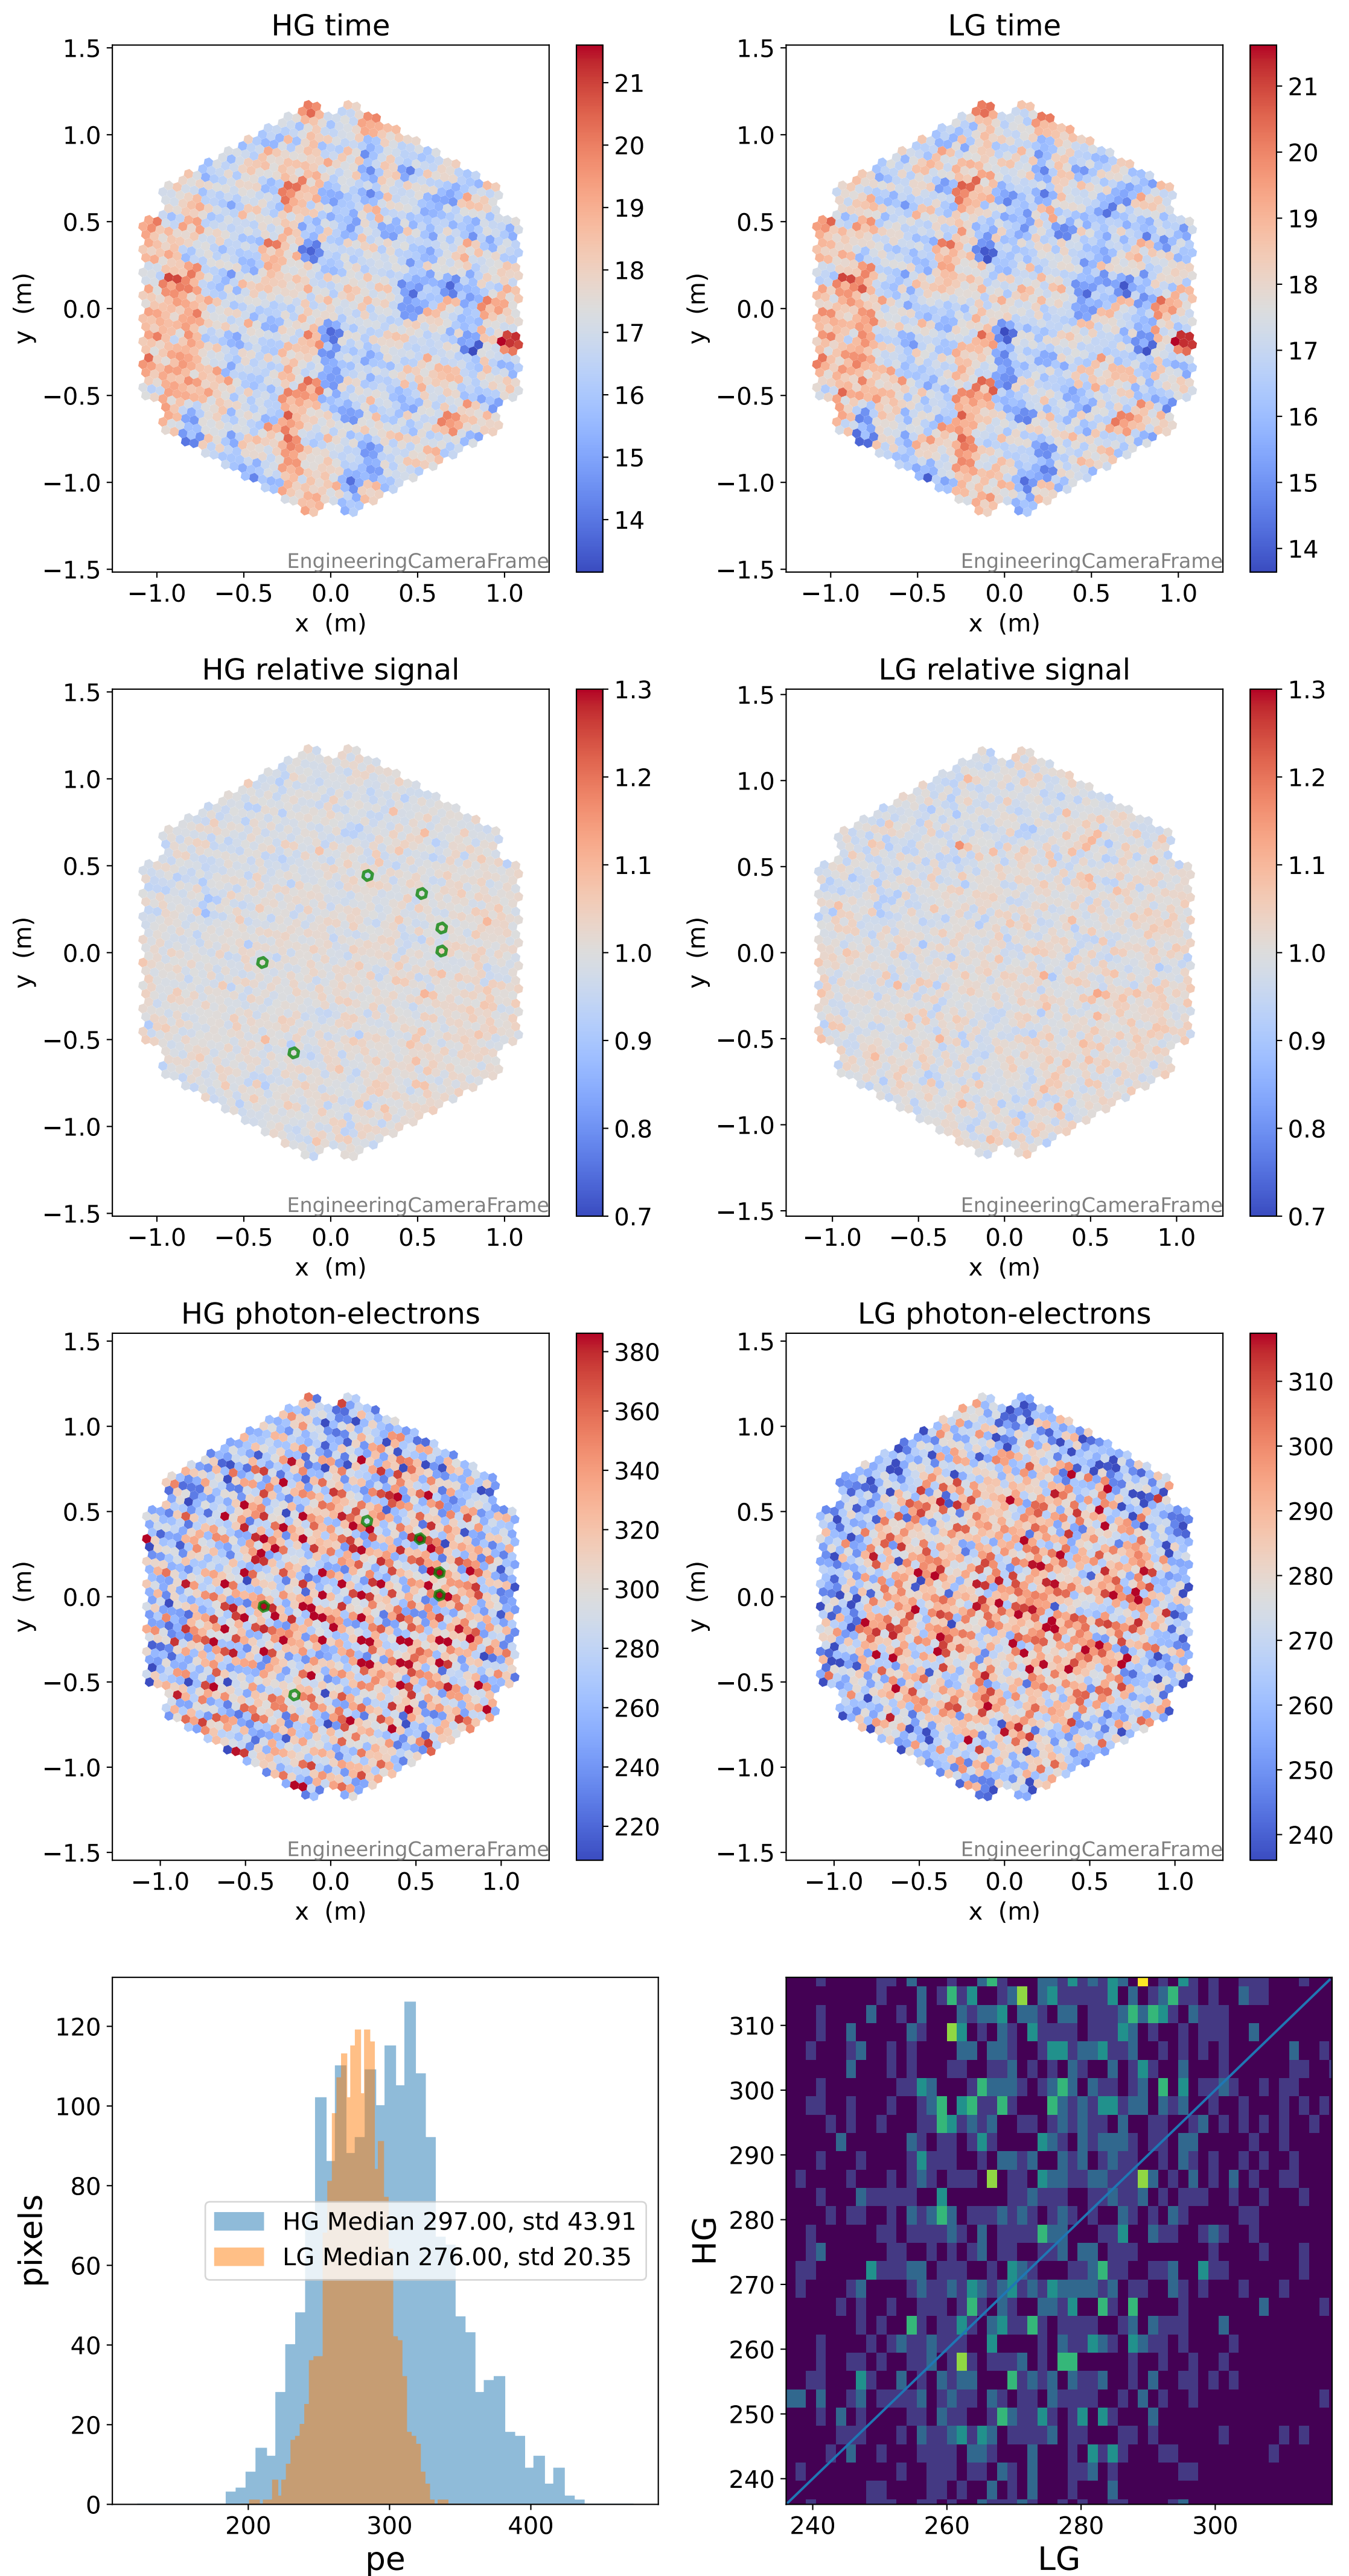 HG time
LG time
1.5
1.0
0.5
0.0
−0.5
−1.0
−1.5
y (m)
−1.0 −0.5 0.0 0.5 1.0
x (m)
EngineeringCameraFrame
21
20
19
18
17
16
15
14
1.5
1.0
0.5
0.0
−0.5
−1.0
−1.5
y (m)
−1.0 −0.5 0.0 0.5 1.0
x (m)
EngineeringCameraFrame
21
20
19
18
17
16
15
14
HG relative signal
LG relative signal
1.5
1.0
0.5
0.0
−0.5
−1.0
−1.5
y (m)
−1.0 −0.5 0.0 0.5 1.0
x (m)
EngineeringCameraFrame
1.3
1.2
1.1
1.0
0.9
0.8
0.7
1.5
1.0
0.5
0.0
−0.5
−1.0
−1.5
y (m)
−1.0 −0.5 0.0 0.5 1.0
x (m)
EngineeringCameraFrame
1.3
1.2
1.1
1.0
0.9
0.8
0.7
HG photon-electrons
LG photon-electrons
1.5
1.0
0.5
0.0
−0.5
−1.0
−1.5
y (m)
−1.0 −0.5 0.0 0.5 1.0
x (m)
EngineeringCameraFrame
380
360
340
320
300
280
260
240
220
1.5
1.0
0.5
0.0
−0.5
−1.0
−1.5
y (m)
−1.0 −0.5 0.0 0.5 1.0
x (m)
EngineeringCameraFrame
310
300
290
280
270
260
250
240
120
100
80
60
40
20
0
pixels
HG Median 297.00, std 43.91
LG Median 276.00, std 20.35
200 300 400
pe
310
300
290
280
270
260
250
240
HG
240 260 280 300
LG